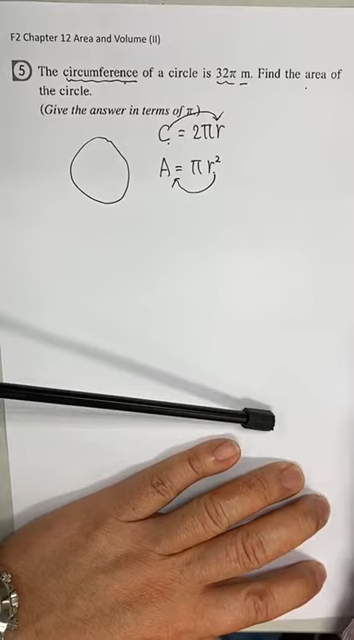 F2 Chapter 12 Area and Volume (II)
5 The circumference of a circle is 32π m. Find the area of
the circle.
(Give the answer in terms of π.)
C = 2πr
A = πr²